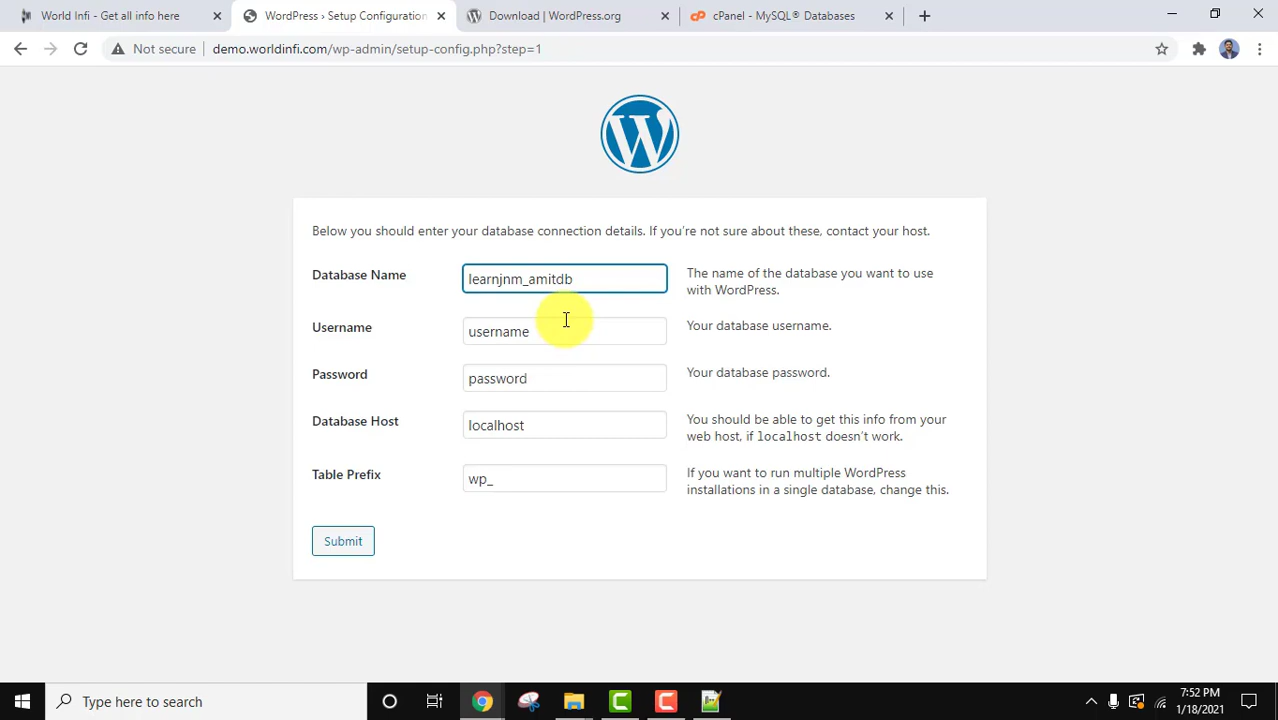 World Infi - Get all info here
WordPress › Setup Configuration
Download | WordPress.org
cPanel - MySQL® Databases
Not secure
demo.worldinfi.com/wp-admin/setup-config.php?step=1
Below you should enter your database connection details. If you’re not sure about these, contact your host.
Database Name
learnjnm_amitdb
The name of the database you want to use
with WordPress.
Username
username
Your database username.
Password
password
Your database password.
Database Host
localhost
You should be able to get this info from your
web host, if localhost doesn’t work.
Table Prefix
wp_
If you want to run multiple WordPress
installations in a single database, change this.
Submit
Type here to search
7:52 PM
1/18/2021